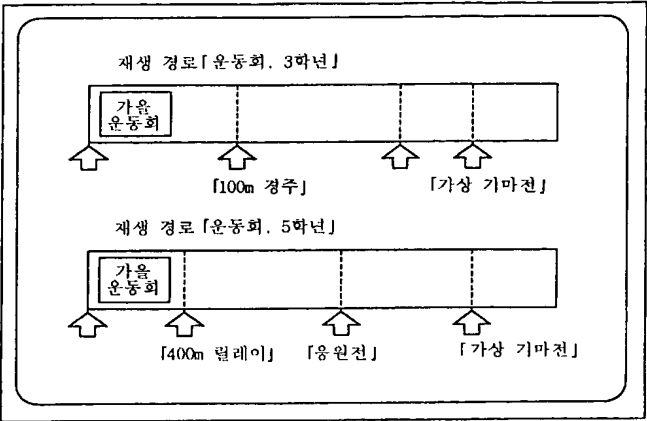 재생 경로「운동회. 3학년」
가을
운동회
「100m 경주」 「가상 기마전」
재생 경로「운동회. 5학년」
가을
운동회
「400m 릴레이」 「응원전」 「가상 기마전」